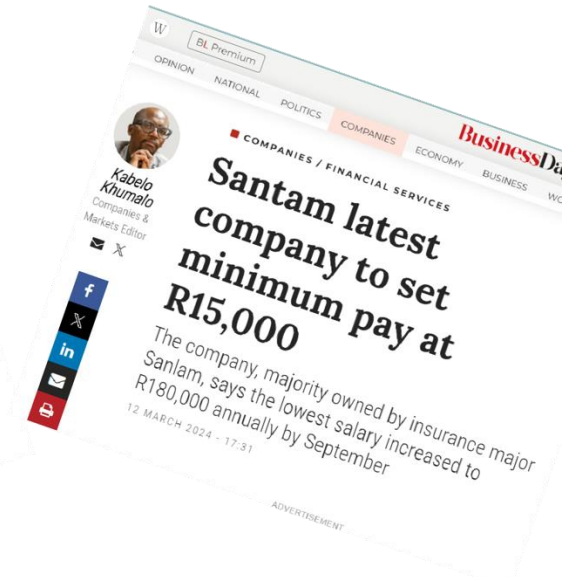 W
BL Premium
BusinessDa
OPINION NATIONAL POLITICS COMPANIES ECONOMY BUSINESS WO
COMPANIES / FINANCIAL SERVICES
Santam latest
company to set
minimum pay at
R15,000
Kabelo
Khumalo
Companies &
Markets Editor
The company, majority owned by insurance major
Sanlam, says the lowest salary increased to
R180,000 annually by September
12 MARCH 2024 - 17:31
ADVERTISEMENT